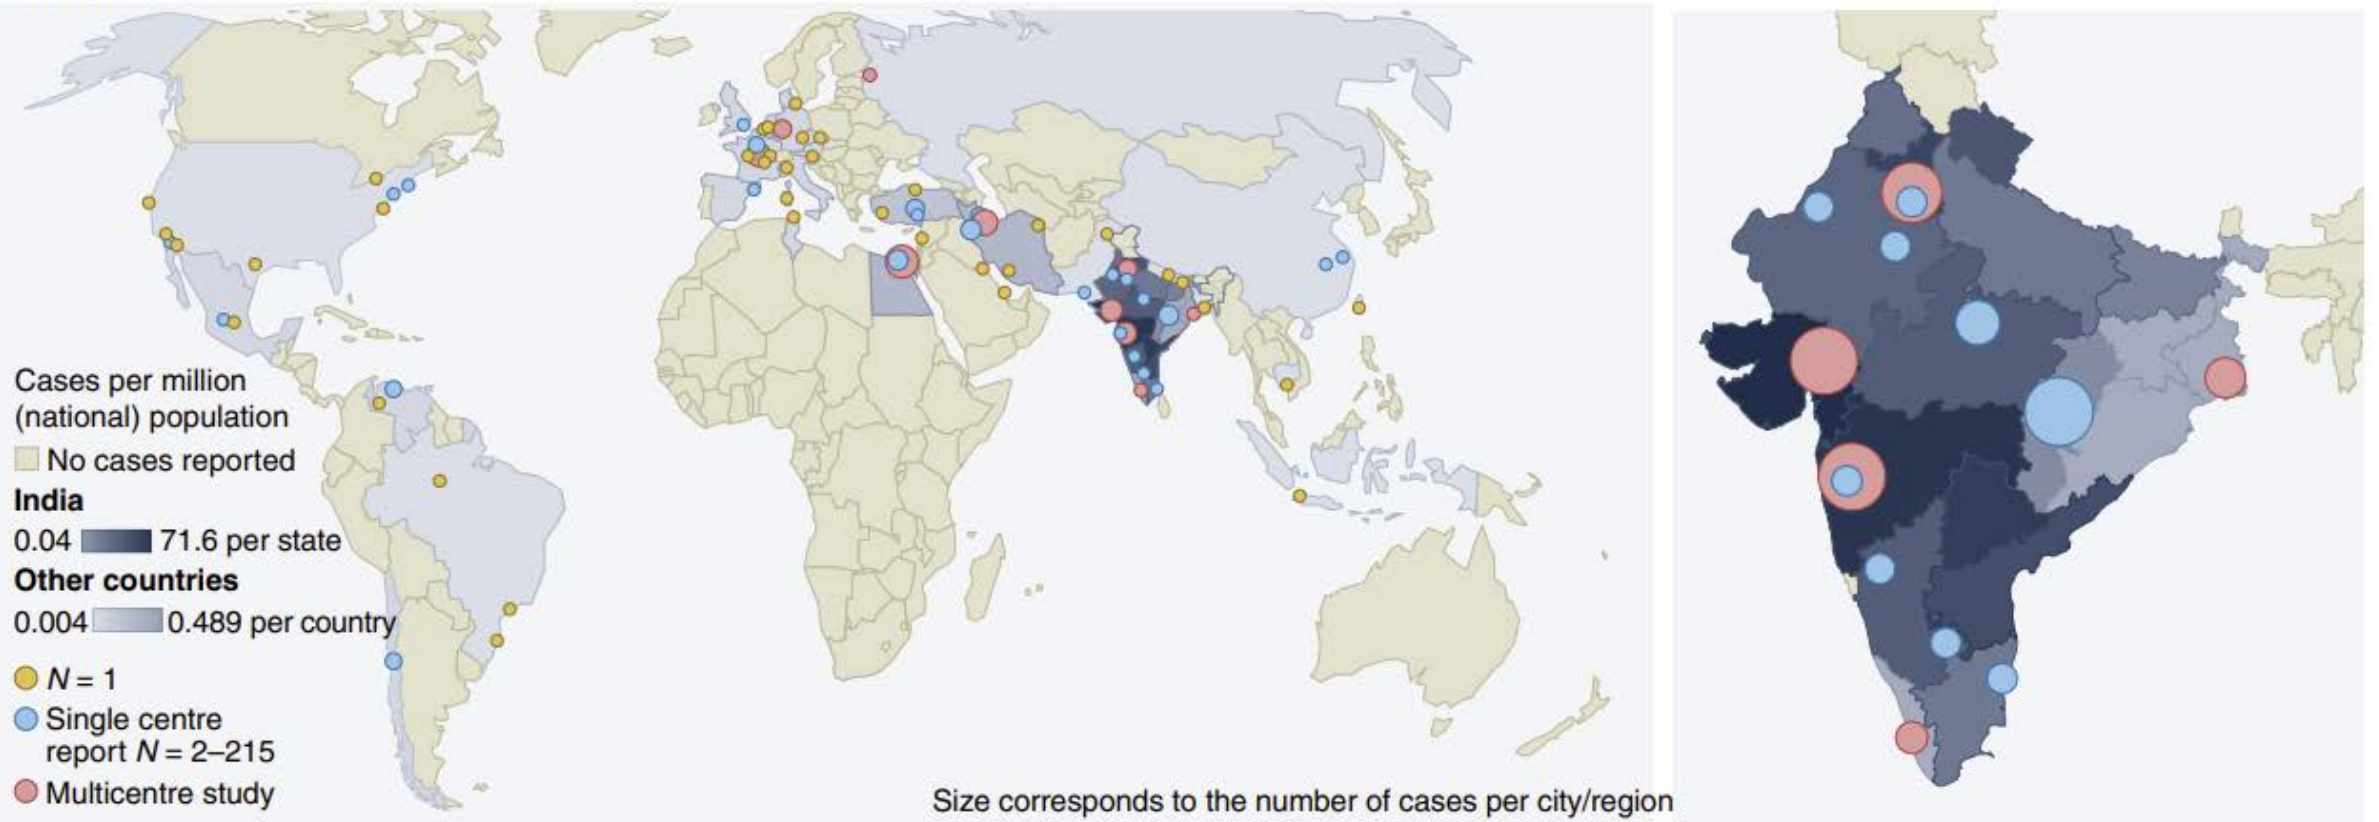 Cases per million
(national) population
No cases reported
India
0.04 71.6 per state
Other countries
0.004 0.489 per country
N = 1
Single centre
report N = 2–215
Multicentre study
Size corresponds to the number of cases per city/region